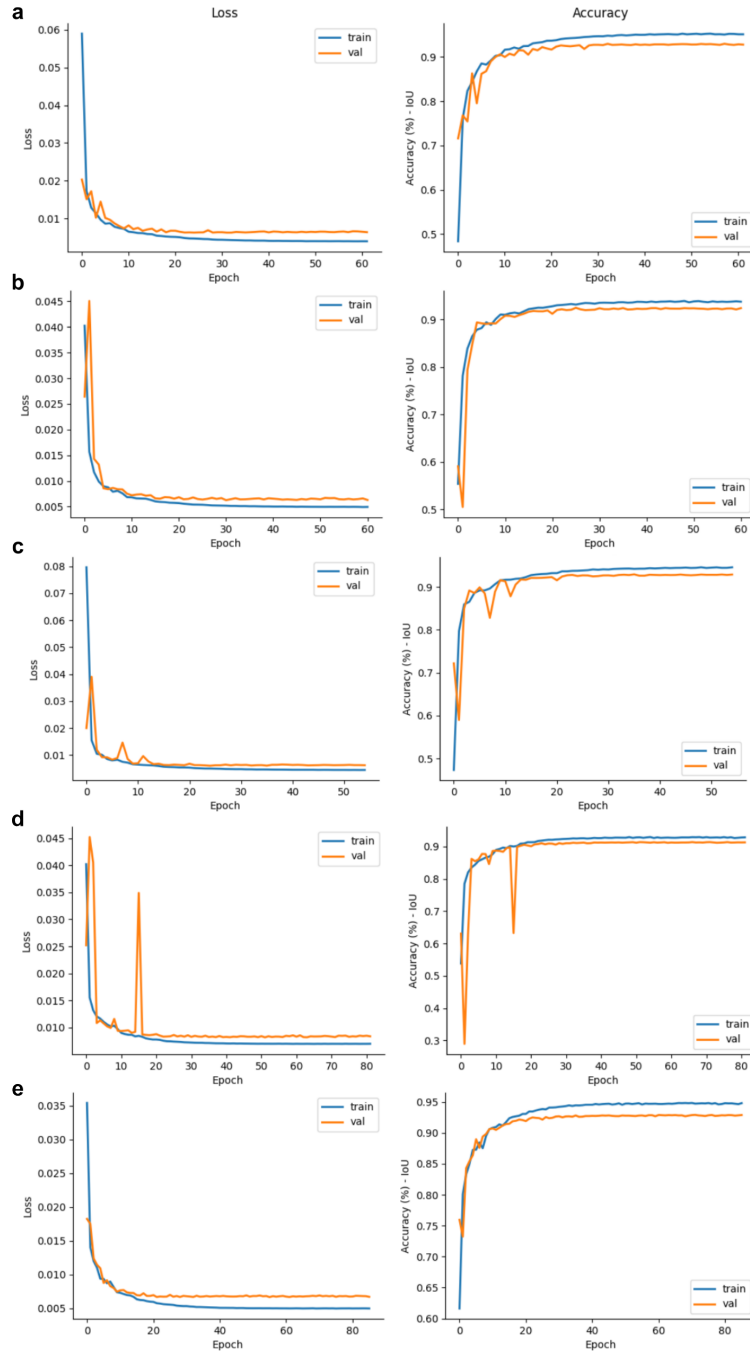 a
Loss
Accuracy
0.06
0.05
0.04
0.03
0.02
0.01
Loss
train
val
0 10 20 30 40 50 60
Epoch
0.9
0.8
0.7
0.6
0.5
Accuracy (%) - IoU
train
val
0 10 20 30 40 50 60
Epoch
b
0.045
0.040
0.035
0.030
0.025
0.020
0.015
0.010
0.005
Loss
train
val
0 10 20 30 40 50 60
Epoch
0.9
0.8
0.7
0.6
0.5
Accuracy (%) - IoU
train
val
0 10 20 30 40 50 60
Epoch
c
0.08
0.07
0.06
0.05
0.04
0.03
0.02
0.01
Loss
train
val
0 10 20 30 40 50
Epoch
0.9
0.8
0.7
0.6
0.5
Accuracy (%) - IoU
train
val
0 10 20 30 40 50
Epoch
d
0.045
0.040
0.035
0.030
0.025
0.020
0.015
0.010
Loss
train
val
0 10 20 30 40 50 60 70 80
Epoch
0.9
0.8
0.7
0.6
0.5
0.4
0.3
Accuracy (%) - IoU
train
val
0 10 20 30 40 50 60 70 80
Epoch
e
0.035
0.030
0.025
0.020
0.015
0.010
0.005
Loss
train
val
0 20 40 60 80
Epoch
0.95
0.90
0.85
0.80
0.75
0.70
0.65
0.60
Accuracy (%) - IoU
train
val
0 20 40 60 80
Epoch